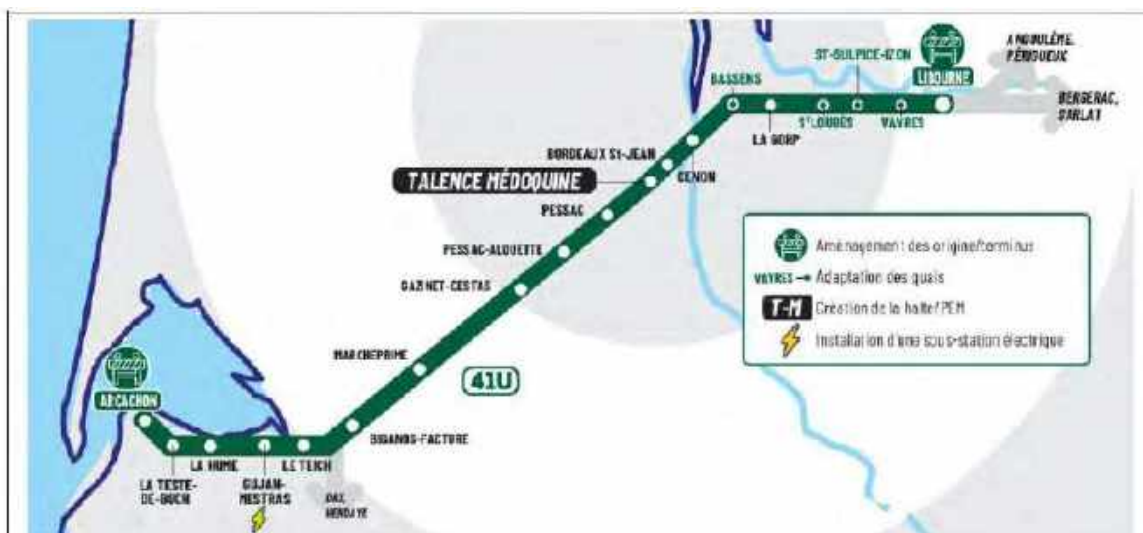 ANGOULÊME,
PÉRIGUEUX
ST-SULPICE-IZON
LIBOURNE
BASSENS
BERGERAC,
SARLAT
ST LOUBÈS
VAYRES
LA GORP
BORDEAUX St-JEAN
CENON
TALENCE MÉDOQUINE
PESSAC
PESSAC-ALOUETTE
GAZINET-CESTAS
MARCHEPRIME
41U
ARCACHON
BIGANOS-FACTURE
LA HUME
LE TEICH
LA TESTE-
DE-BUCH
GUJAN-
MESTRAS
DAX,
HENDAYE
Aménagement des origine/terminus
VAYRES Adaptation des quais
T-M Création de la halte/PEM
Installation d'une sous-station électrique